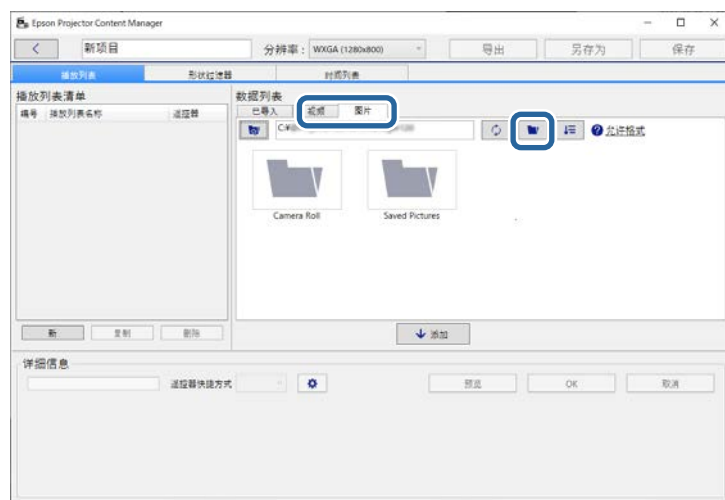 Epson Projector Content Manager
新项目 分辨率： WXGA (1280x800) 导出 另存为 保存
播放列表 形状过滤器 时间列表
播放列表清单 数据列表
编号 播放列表名称 遥控器 已导入 视频 图片
允许格式
Camera Roll Saved Pictures
新 复制 删除 添加
详细信息
遥控器快捷方式 预览 OK 取消